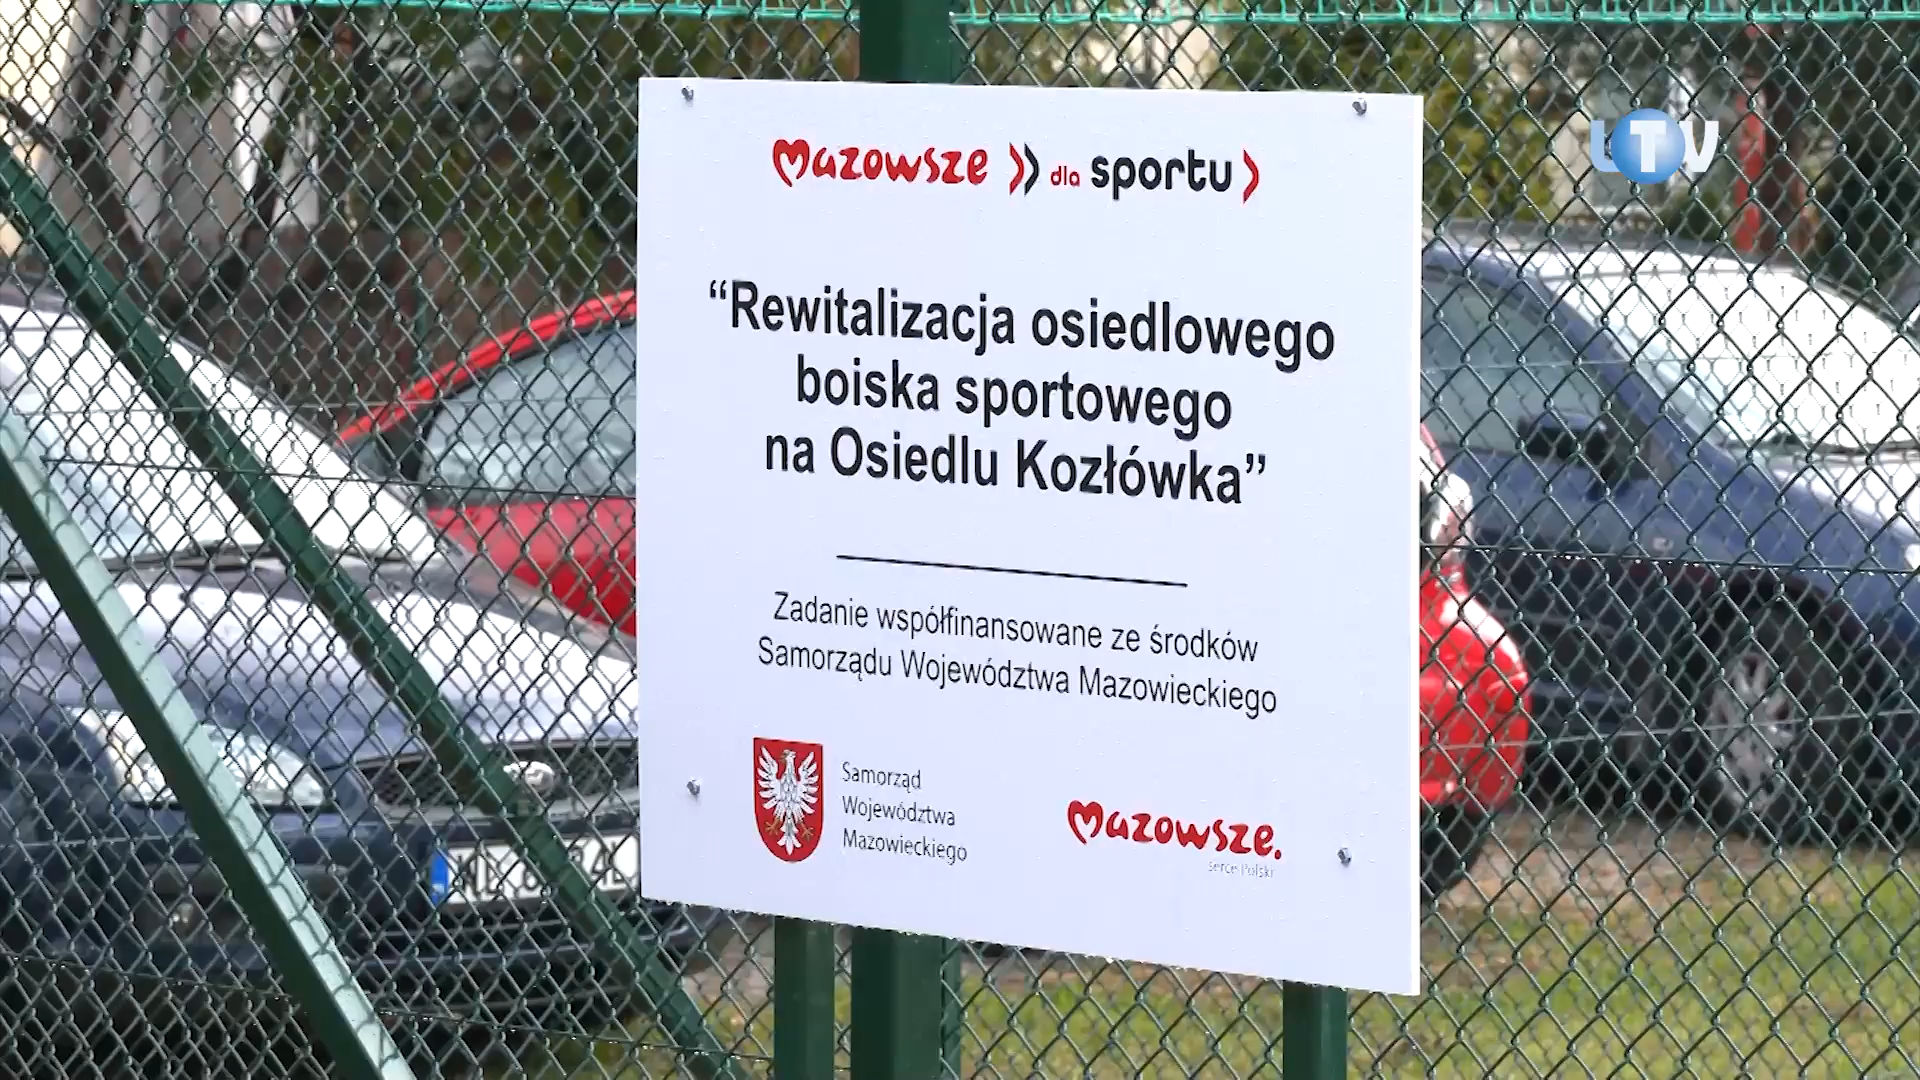 LTV
Mazowsze dla sportu
“Rewitalizacja osiedlowego
boiska sportowego
na Osiedlu Kozłówka”
Zadanie współfinansowane ze środków
Samorządu Województwa Mazowieckiego
Samorząd
Województwa
Mazowieckiego
Mazowsze.
serce Polski